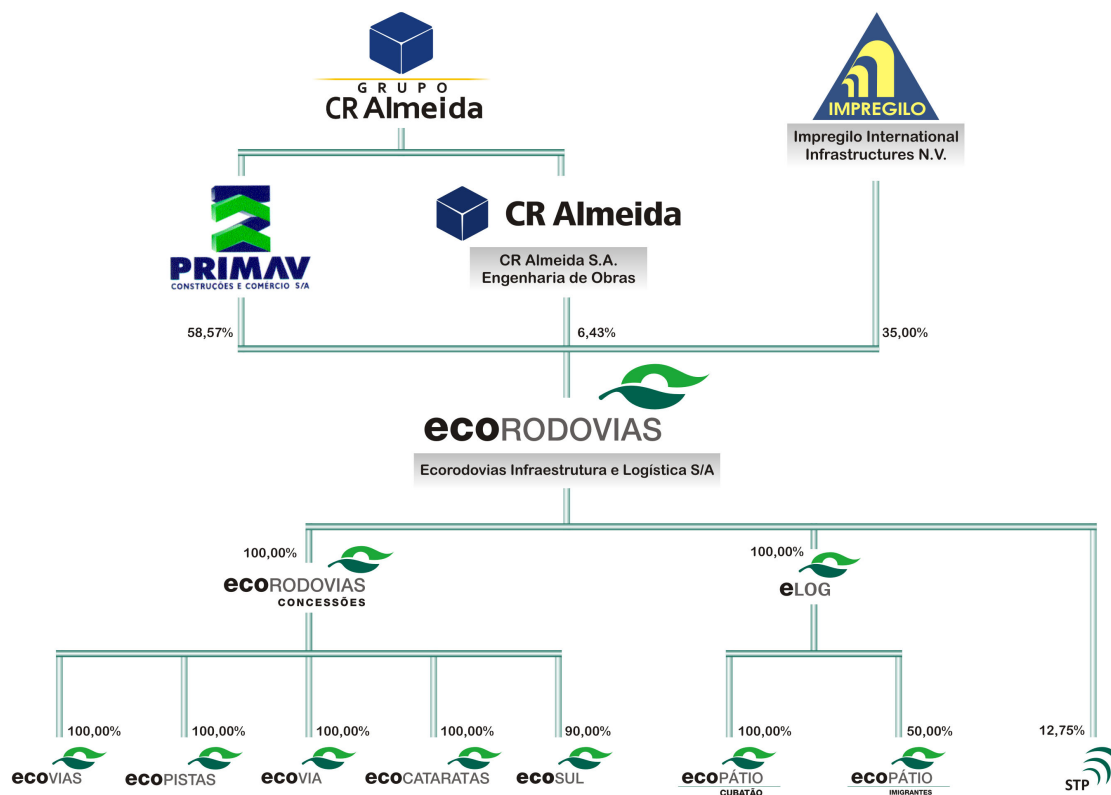 GRUPO
CR Almeida
IMPREGILO
Impregilo International
Infrastructures N.V.
PRIMAV
CONSTRUÇÕES E COMÉRCIO S/A
CR Almeida
CR Almeida S.A.
Engenharia de Obras
58,57%
6,43%
35,00%
ecoRODOVIAS
Ecorodovias Infraestrutura e Logística S/A
100,00%
ecoRODOVIAS
CONCESSÕES
100,00%
eLOG
100,00%
ecoVIAS
100,00%
ecoPISTAS
100,00%
ecoVIA
100,00%
ecoCATARATAS
90,00%
ecoSUL
100,00%
ecoPÁTIO
CUBATÃO
50,00%
ecoPÁTIO
IMIGRANTES
12,75%
STP